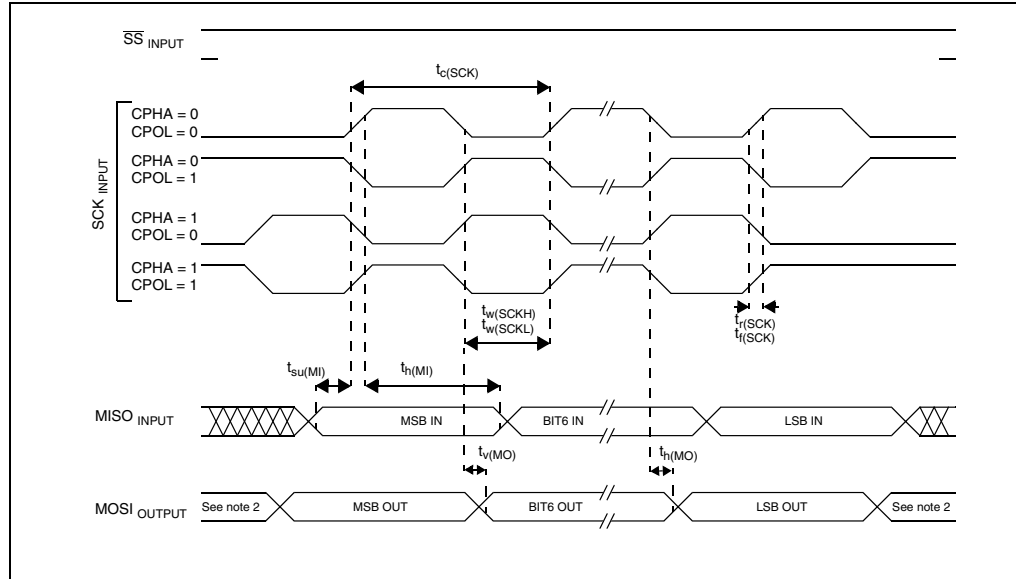 SS INPUT
tc(SCK)
SCK INPUT
CPHA = 0
CPOL = 0
CPHA = 0
CPOL = 1
CPHA = 1
CPOL = 0
CPHA = 1
CPOL = 1
tw(SCKH)
tw(SCKL)
tr(SCK)
tf(SCK)
tsu(MI)
th(MI)
MISO INPUT
MSB IN
BIT6 IN
LSB IN
tv(MO)
th(MO)
MOSI OUTPUT
See note 2
MSB OUT
BIT6 OUT
LSB OUT
See note 2